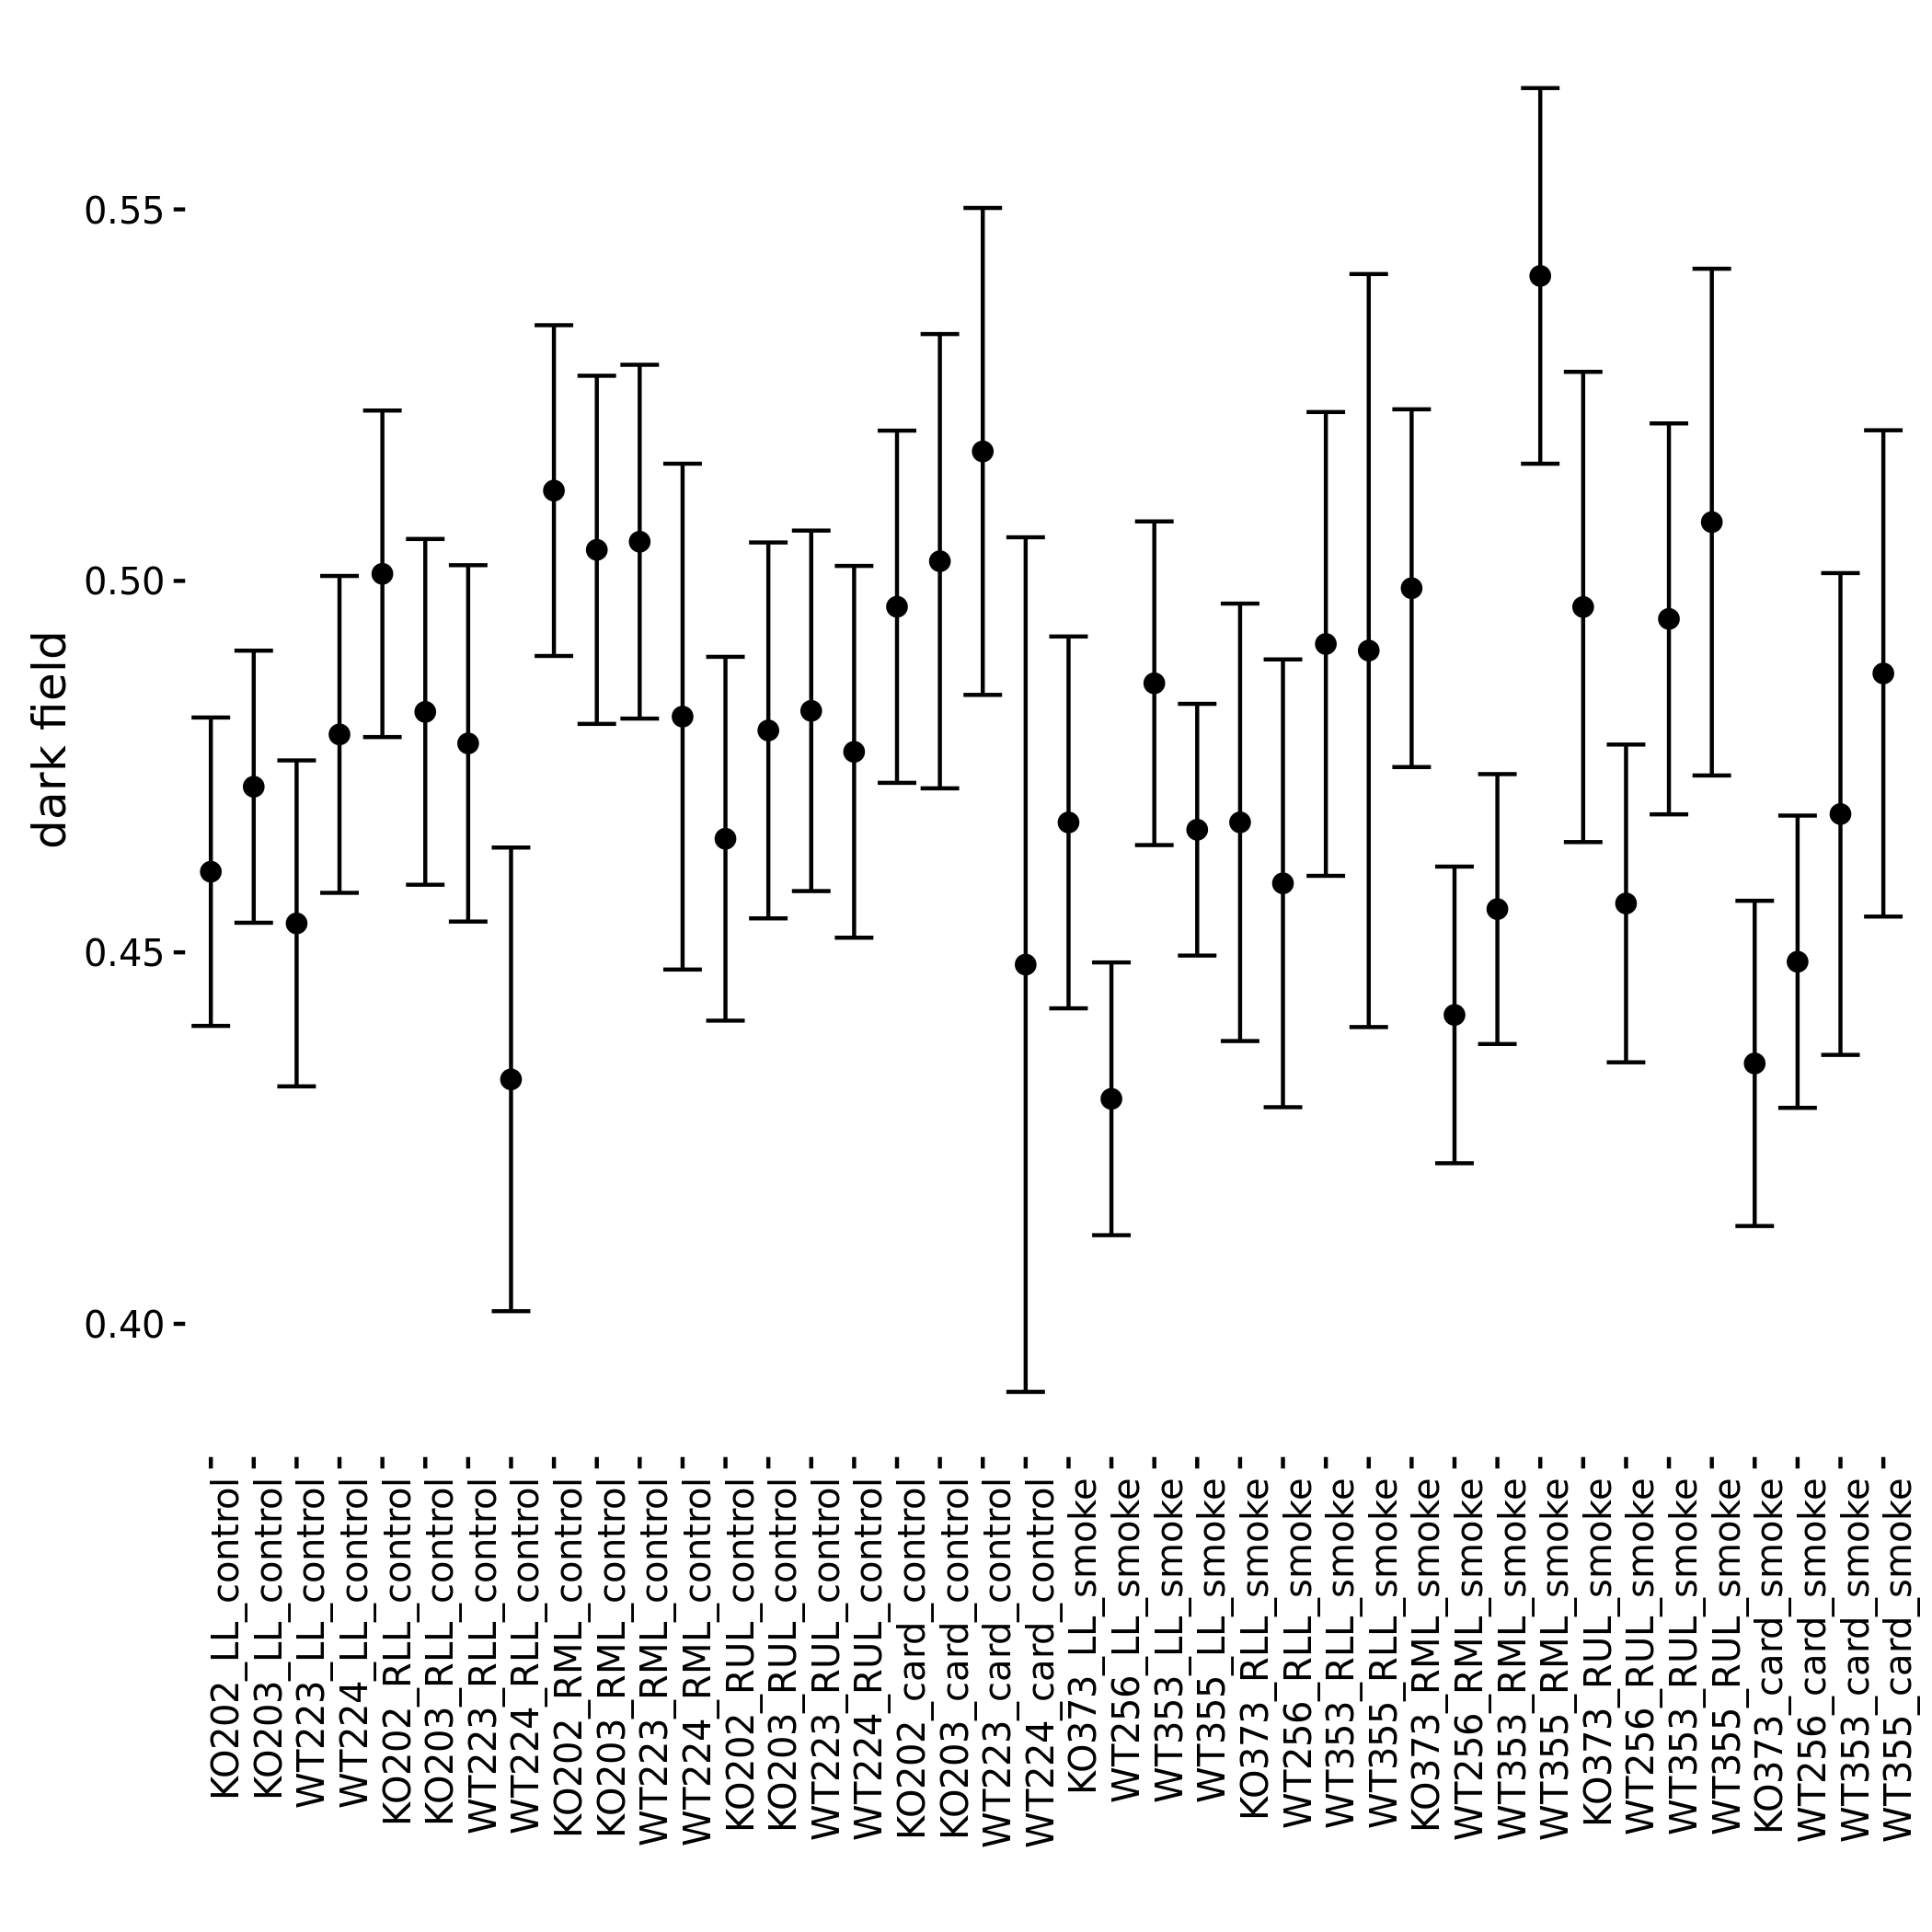 0.55
0.50
0.45
0.40
dark field
KO202_LL_control
KO203_LL_control
WT223_LL_control
WT224_LL_control
KO202_RLL_control
KO203_RLL_control
WT223_RLL_control
WT224_RLL_control
KO202_RML_control
KO203_RML_control
WT223_RML_control
WT224_RML_control
KO202_RUL_control
KO203_RUL_control
WT223_RUL_control
WT224_RUL_control
KO202_card_control
KO203_card_control
WT223_card_control
WT224_card_control
KO373_LL_smoke
WT256_LL_smoke
WT353_LL_smoke
WT355_LL_smoke
KO373_RLL_smoke
WT256_RLL_smoke
WT353_RLL_smoke
WT355_RLL_smoke
KO373_RML_smoke
WT256_RML_smoke
WT353_RML_smoke
WT355_RML_smoke
KO373_RUL_smoke
WT256_RUL_smoke
WT353_RUL_smoke
WT355_RUL_smoke
KO373_card_smoke
WT256_card_smoke
WT353_card_smoke
WT355_card_smoke